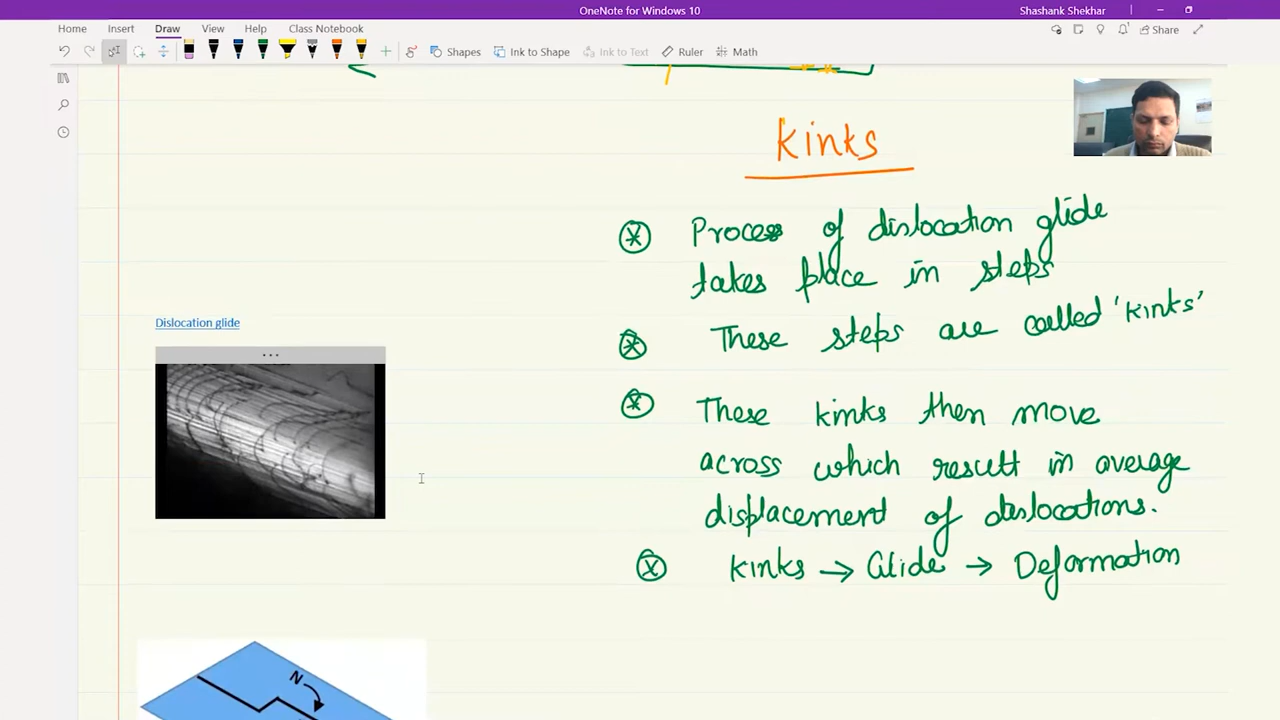 OneNote for Windows 10
Shashank Shekhar
Home Insert Draw View Help Class Notebook
Share
Shapes Ink to Shape Ink to Text Ruler Math
Kinks
Process of dislocation glide
takes place in steps
These steps are called 'kinks'
Dislocation glide
These kinks then move
across which result in average
displacement of dislocations.
kinks → Glide → Deformation
N